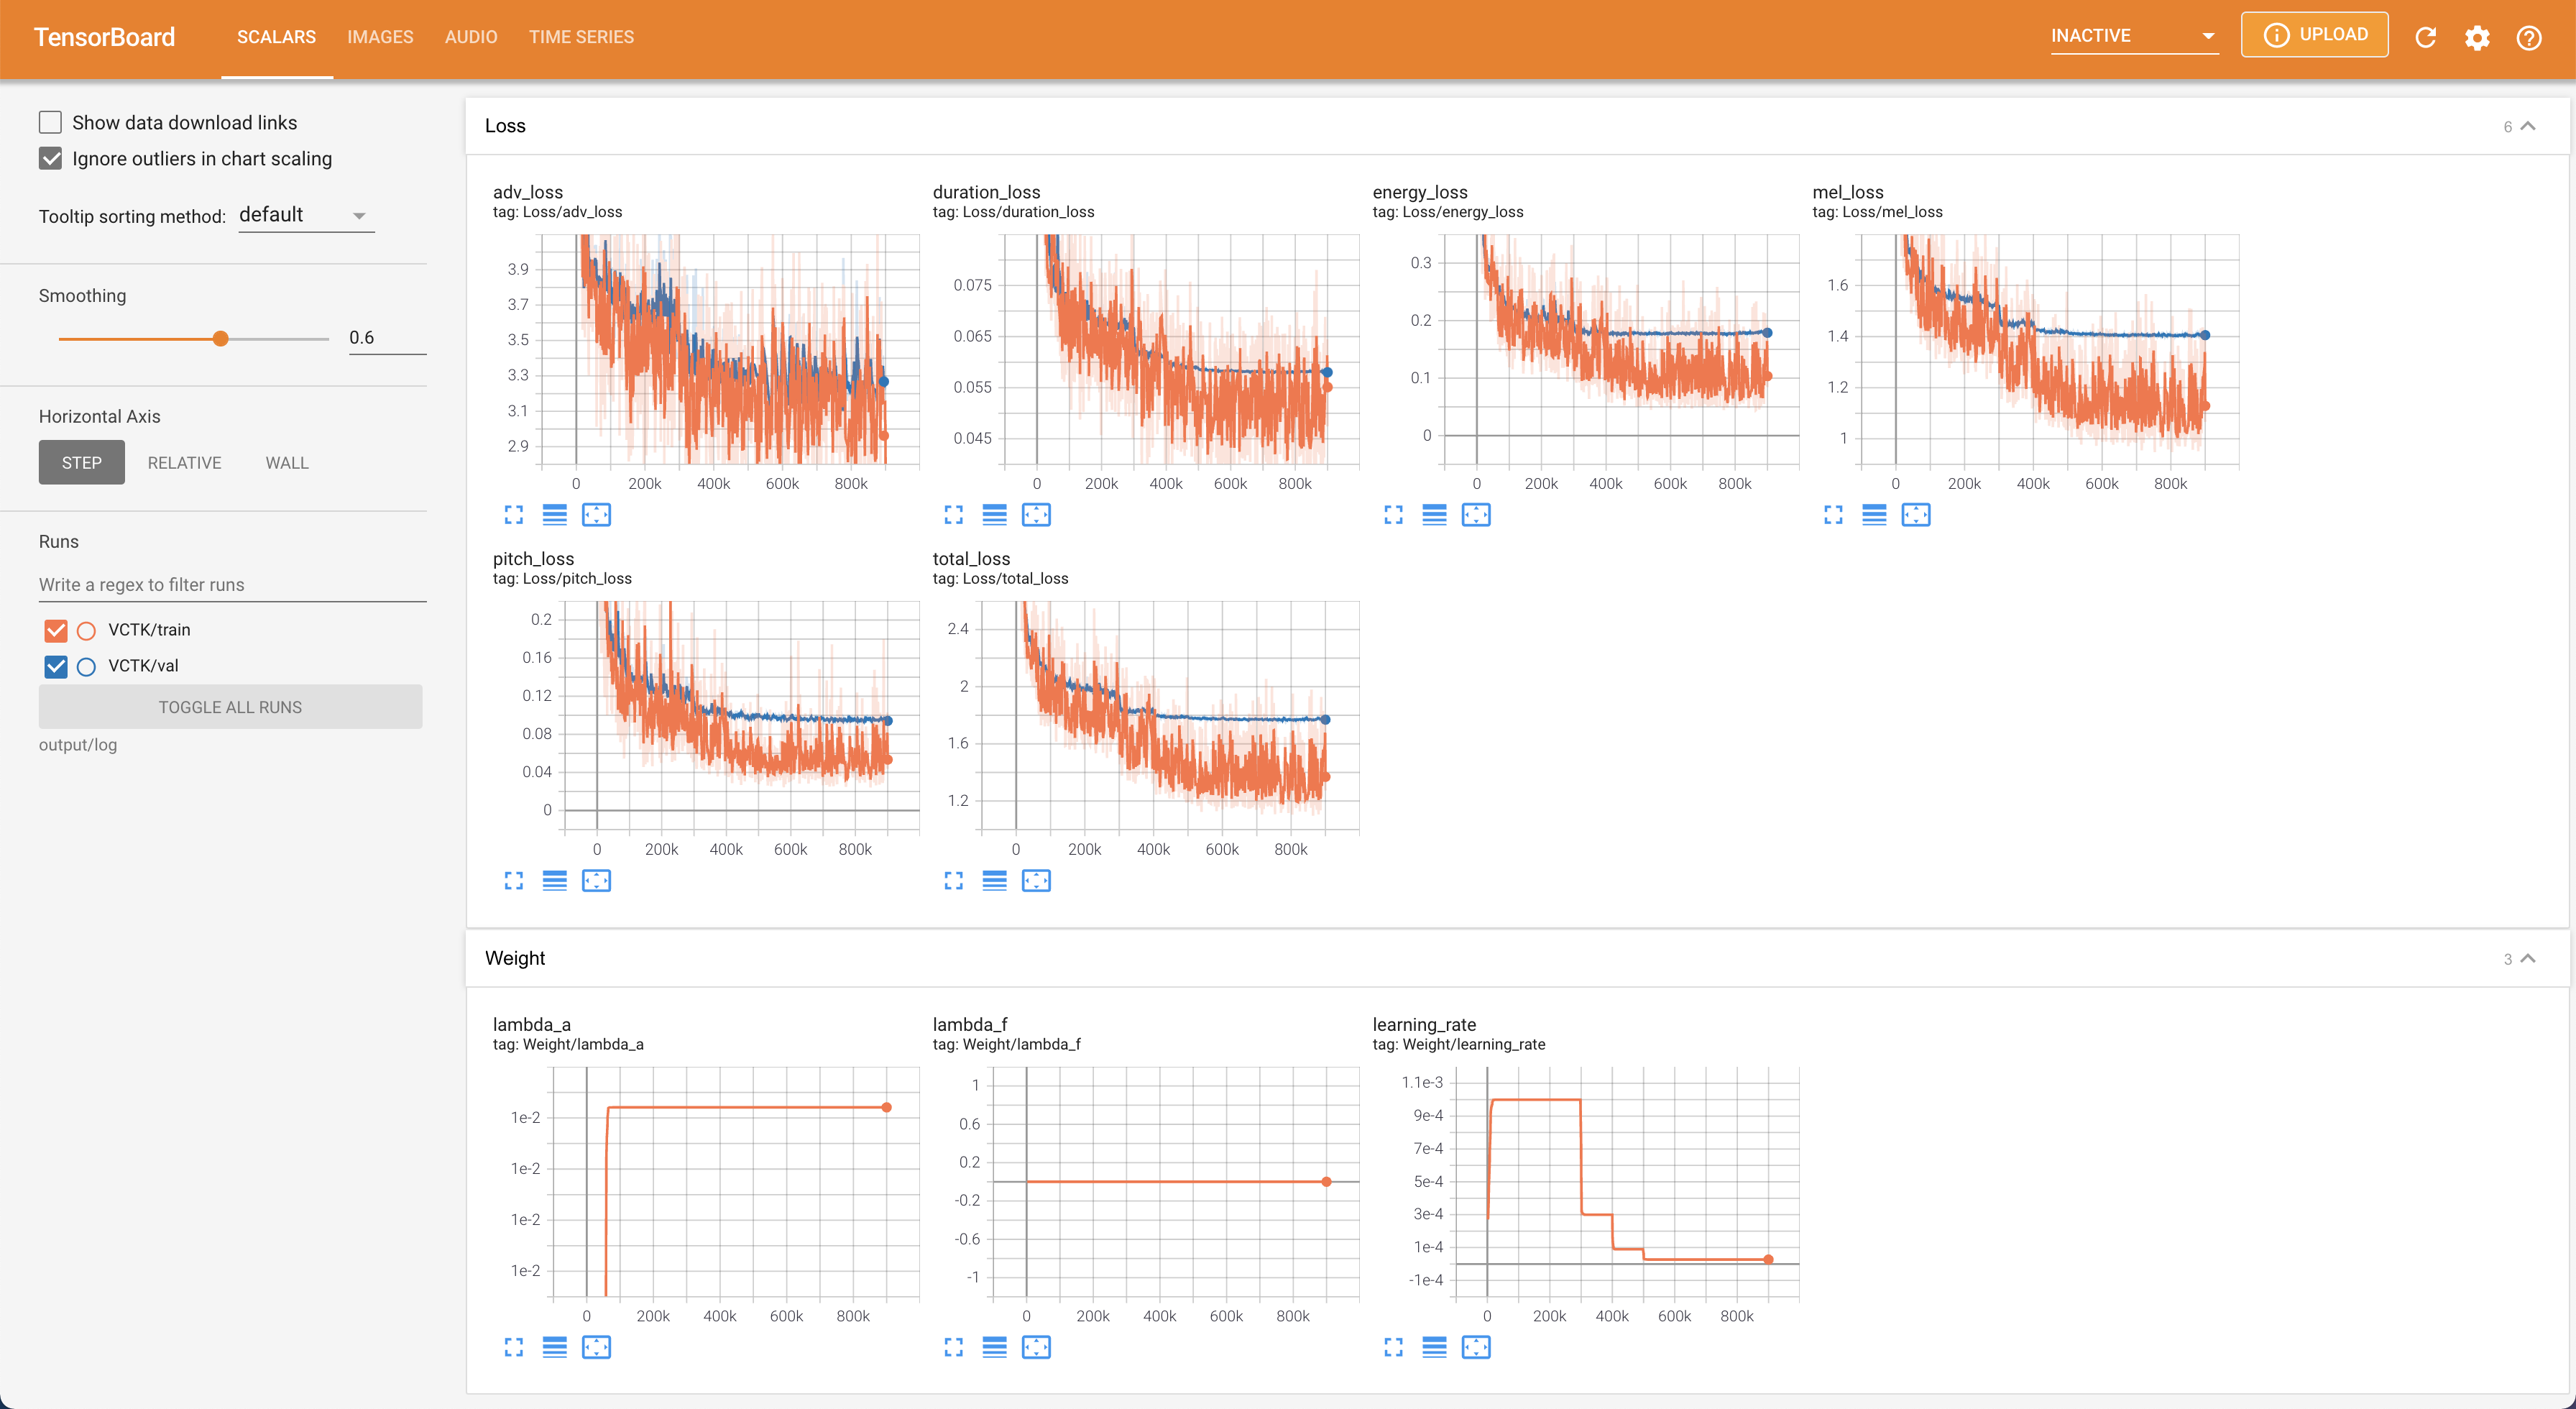 TensorBoard
SCALARS IMAGES AUDIO TIME SERIES
INACTIVE
UPLOAD
Show data download links
Ignore outliers in chart scaling
Tooltip sorting method: default
Smoothing
0.6
Horizontal Axis
STEP RELATIVE WALL
Runs
Write a regex to filter runs
VCTK/train
VCTK/val
TOGGLE ALL RUNS
output/log
Loss
6
adv_loss
tag: Loss/adv_loss
3.9
3.7
3.5
3.3
3.1
2.9
0 200k 400k 600k 800k
duration_loss
tag: Loss/duration_loss
0.075
0.065
0.055
0.045
0 200k 400k 600k 800k
energy_loss
tag: Loss/energy_loss
0.3
0.2
0.1
0
0 200k 400k 600k 800k
mel_loss
tag: Loss/mel_loss
1.6
1.4
1.2
1
0 200k 400k 600k 800k
pitch_loss
tag: Loss/pitch_loss
0.2
0.16
0.12
0.08
0.04
0
0 200k 400k 600k 800k
total_loss
tag: Loss/total_loss
2.4
2
1.6
1.2
0 200k 400k 600k 800k
Weight
3
lambda_a
tag: Weight/lambda_a
1e-2
1e-2
1e-2
1e-2
0 200k 400k 600k 800k
lambda_f
tag: Weight/lambda_f
1
0.6
0.2
-0.2
-0.6
-1
0 200k 400k 600k 800k
learning_rate
tag: Weight/learning_rate
1.1e-3
9e-4
7e-4
5e-4
3e-4
1e-4
-1e-4
0 200k 400k 600k 800k